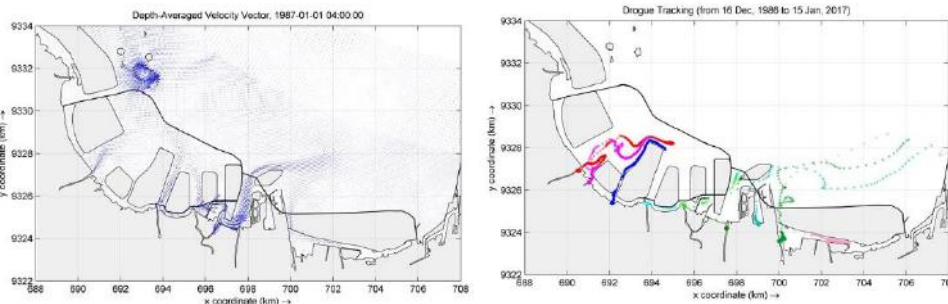 Depth-Averaged Velocity Vector, 1987-01-01 04:00:00
9334
9332
9330
9328
9326
9324
9322
y coordinate (km) →
688 690 692 694 696 698 700 702 704 706 708
x coordinate (km) →
Drogue Tracking (from 16 Dec, 1986 to 15 Jan, 2017)
9334
9332
9330
9328
9326
9324
9322
y coordinate (km) →
688 690 692 694 696 698 700 702 704 706
x coordinate (km) →